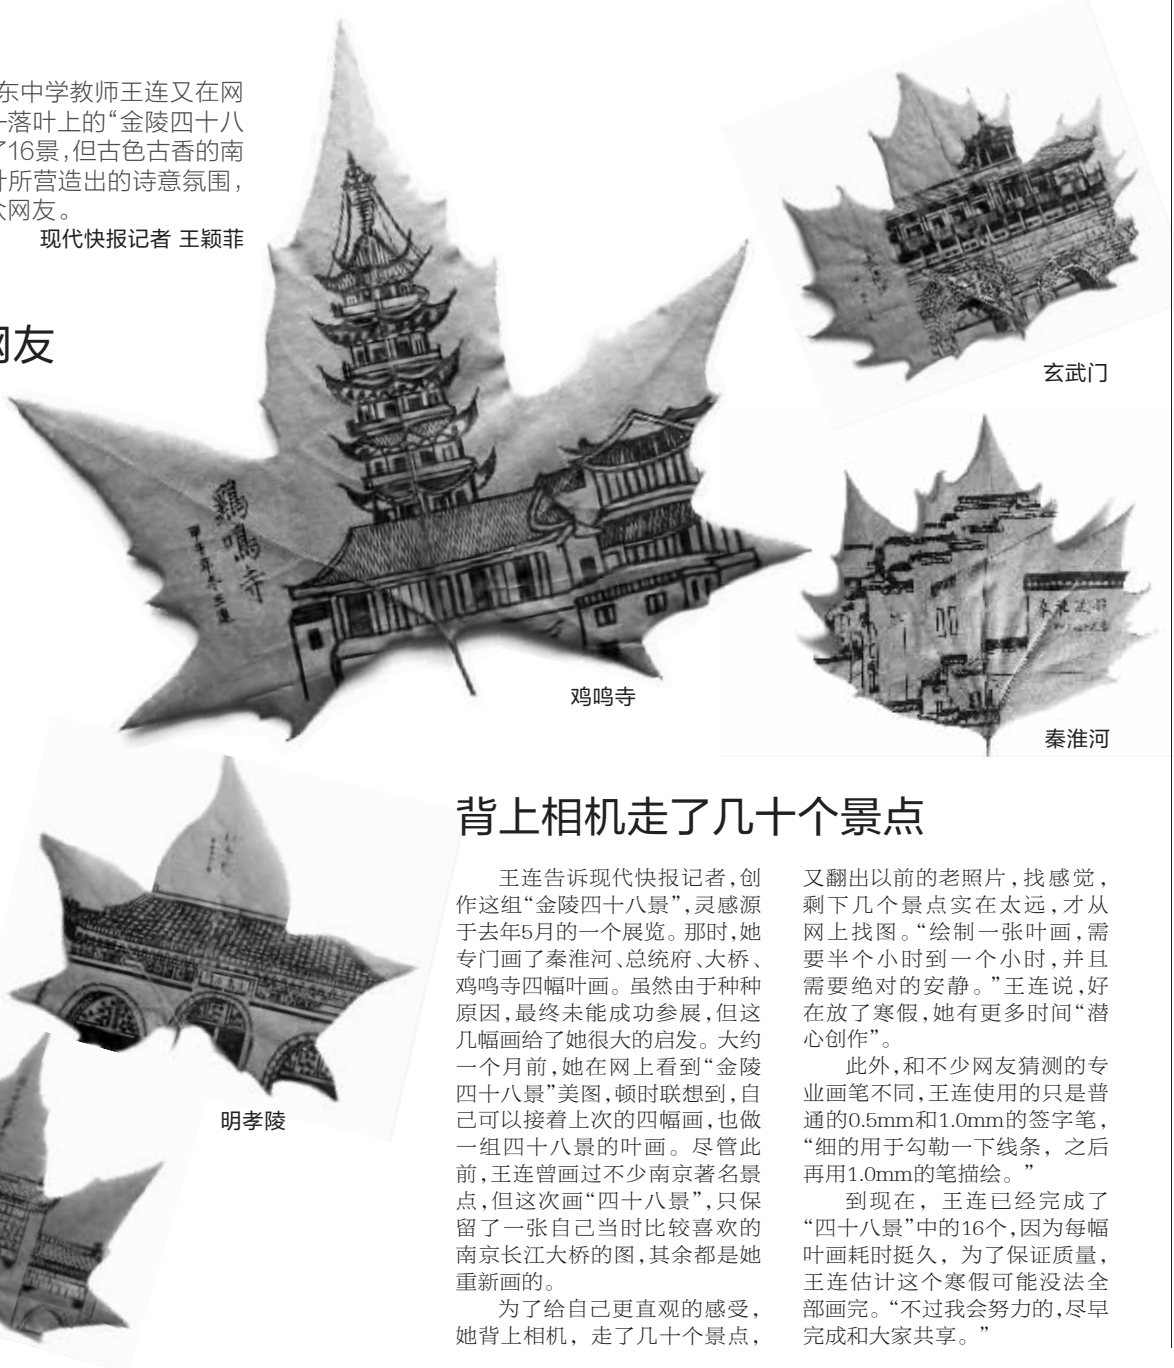 东中学教师王连又在网
落叶上的“金陵四十八
了16景,但古色古香的南
叶所营造出的诗意氛围,
众网友。
现代快报记者 王颖菲
网友
玄武门
鷄鳴寺
鸡鸣寺
秦淮河
明孝陵
背上相机走了几十个景点
王连告诉现代快报记者,创
作这组“金陵四十八景”,灵感源
于去年5月的一个展览。那时,她
专门画了秦淮河、总统府、大桥、
鸡鸣寺四幅叶画。虽然由于种种
原因,最终未能成功参展,但这
几幅画给了她很大的启发。大约
一个月前,她在网上看到“金陵
四十八景”美图,顿时联想到,自
己可以接着上次的四幅画,也做
一组四十八景的叶画。尽管此
前,王连曾画过不少南京著名景
点,但这次画“四十八景”,只保
留了一张自己当时比较喜欢的
南京长江大桥的图,其余都是她
重新画的。
为了给自己更直观的感受,
她背上相机，走了几十个景点,
又翻出以前的老照片,找感觉,
剩下几个景点实在太远,才从
网上找图。“绘制一张叶画,需
要半个小时到一个小时,并且
需要绝对的安静。”王连说,好
在放了寒假,她有更多时间“潜
心创作”。
此外,和不少网友猜测的专
业画笔不同,王连使用的只是普
通的0.5mm和1.0mm的签字笔,
“细的用于勾勒一下线条，之后
再用1.0mm的笔描绘。”
到现在，王连已经完成了
“四十八景”中的16个,因为每幅
叶画耗时挺久，为了保证质量,
王连估计这个寒假可能没法全
部画完。“不过我会努力的,尽早
完成和大家共享。”